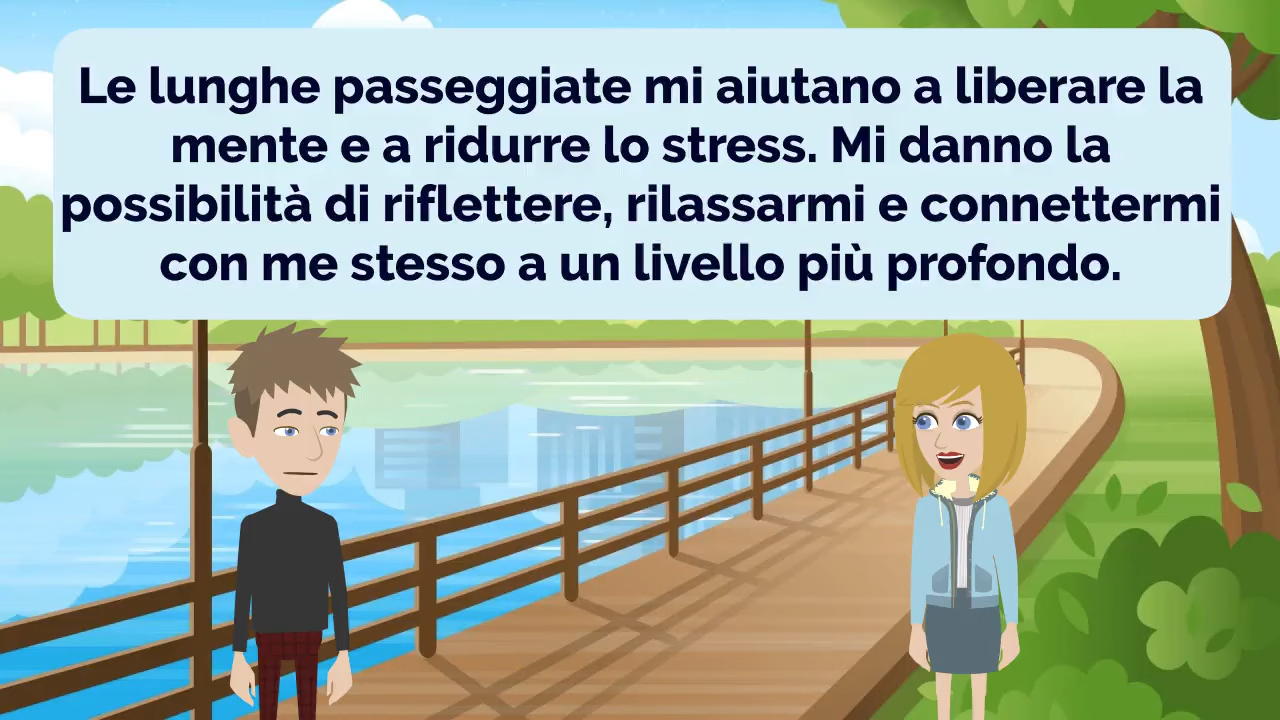 Le lunghe passeggiate mi aiutano a liberare la
mente e a ridurre lo stress. Mi danno la
possibilità di riflettere, rilassarmi e connettermi
con me stesso a un livello più profondo.